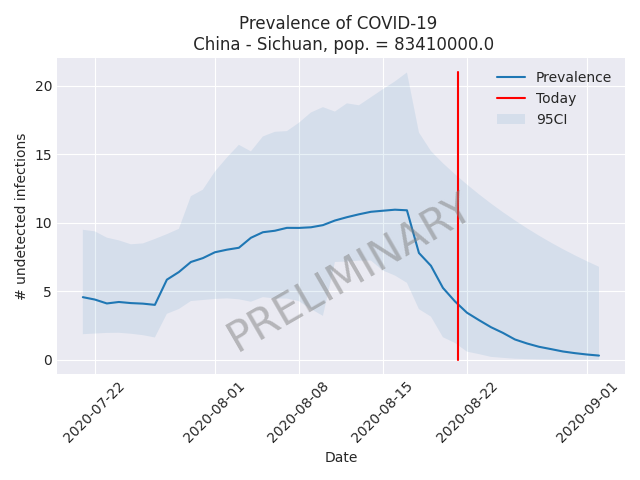 Prevalence of COVID-19
China - Sichuan, pop. = 83410000.0
Prevalence
Today
95CI
# undetected infections
20
15
10
5
0
PRELIMINARY
2020-07-22
2020-08-01
2020-08-08
2020-08-15
2020-08-22
2020-09-01
Date